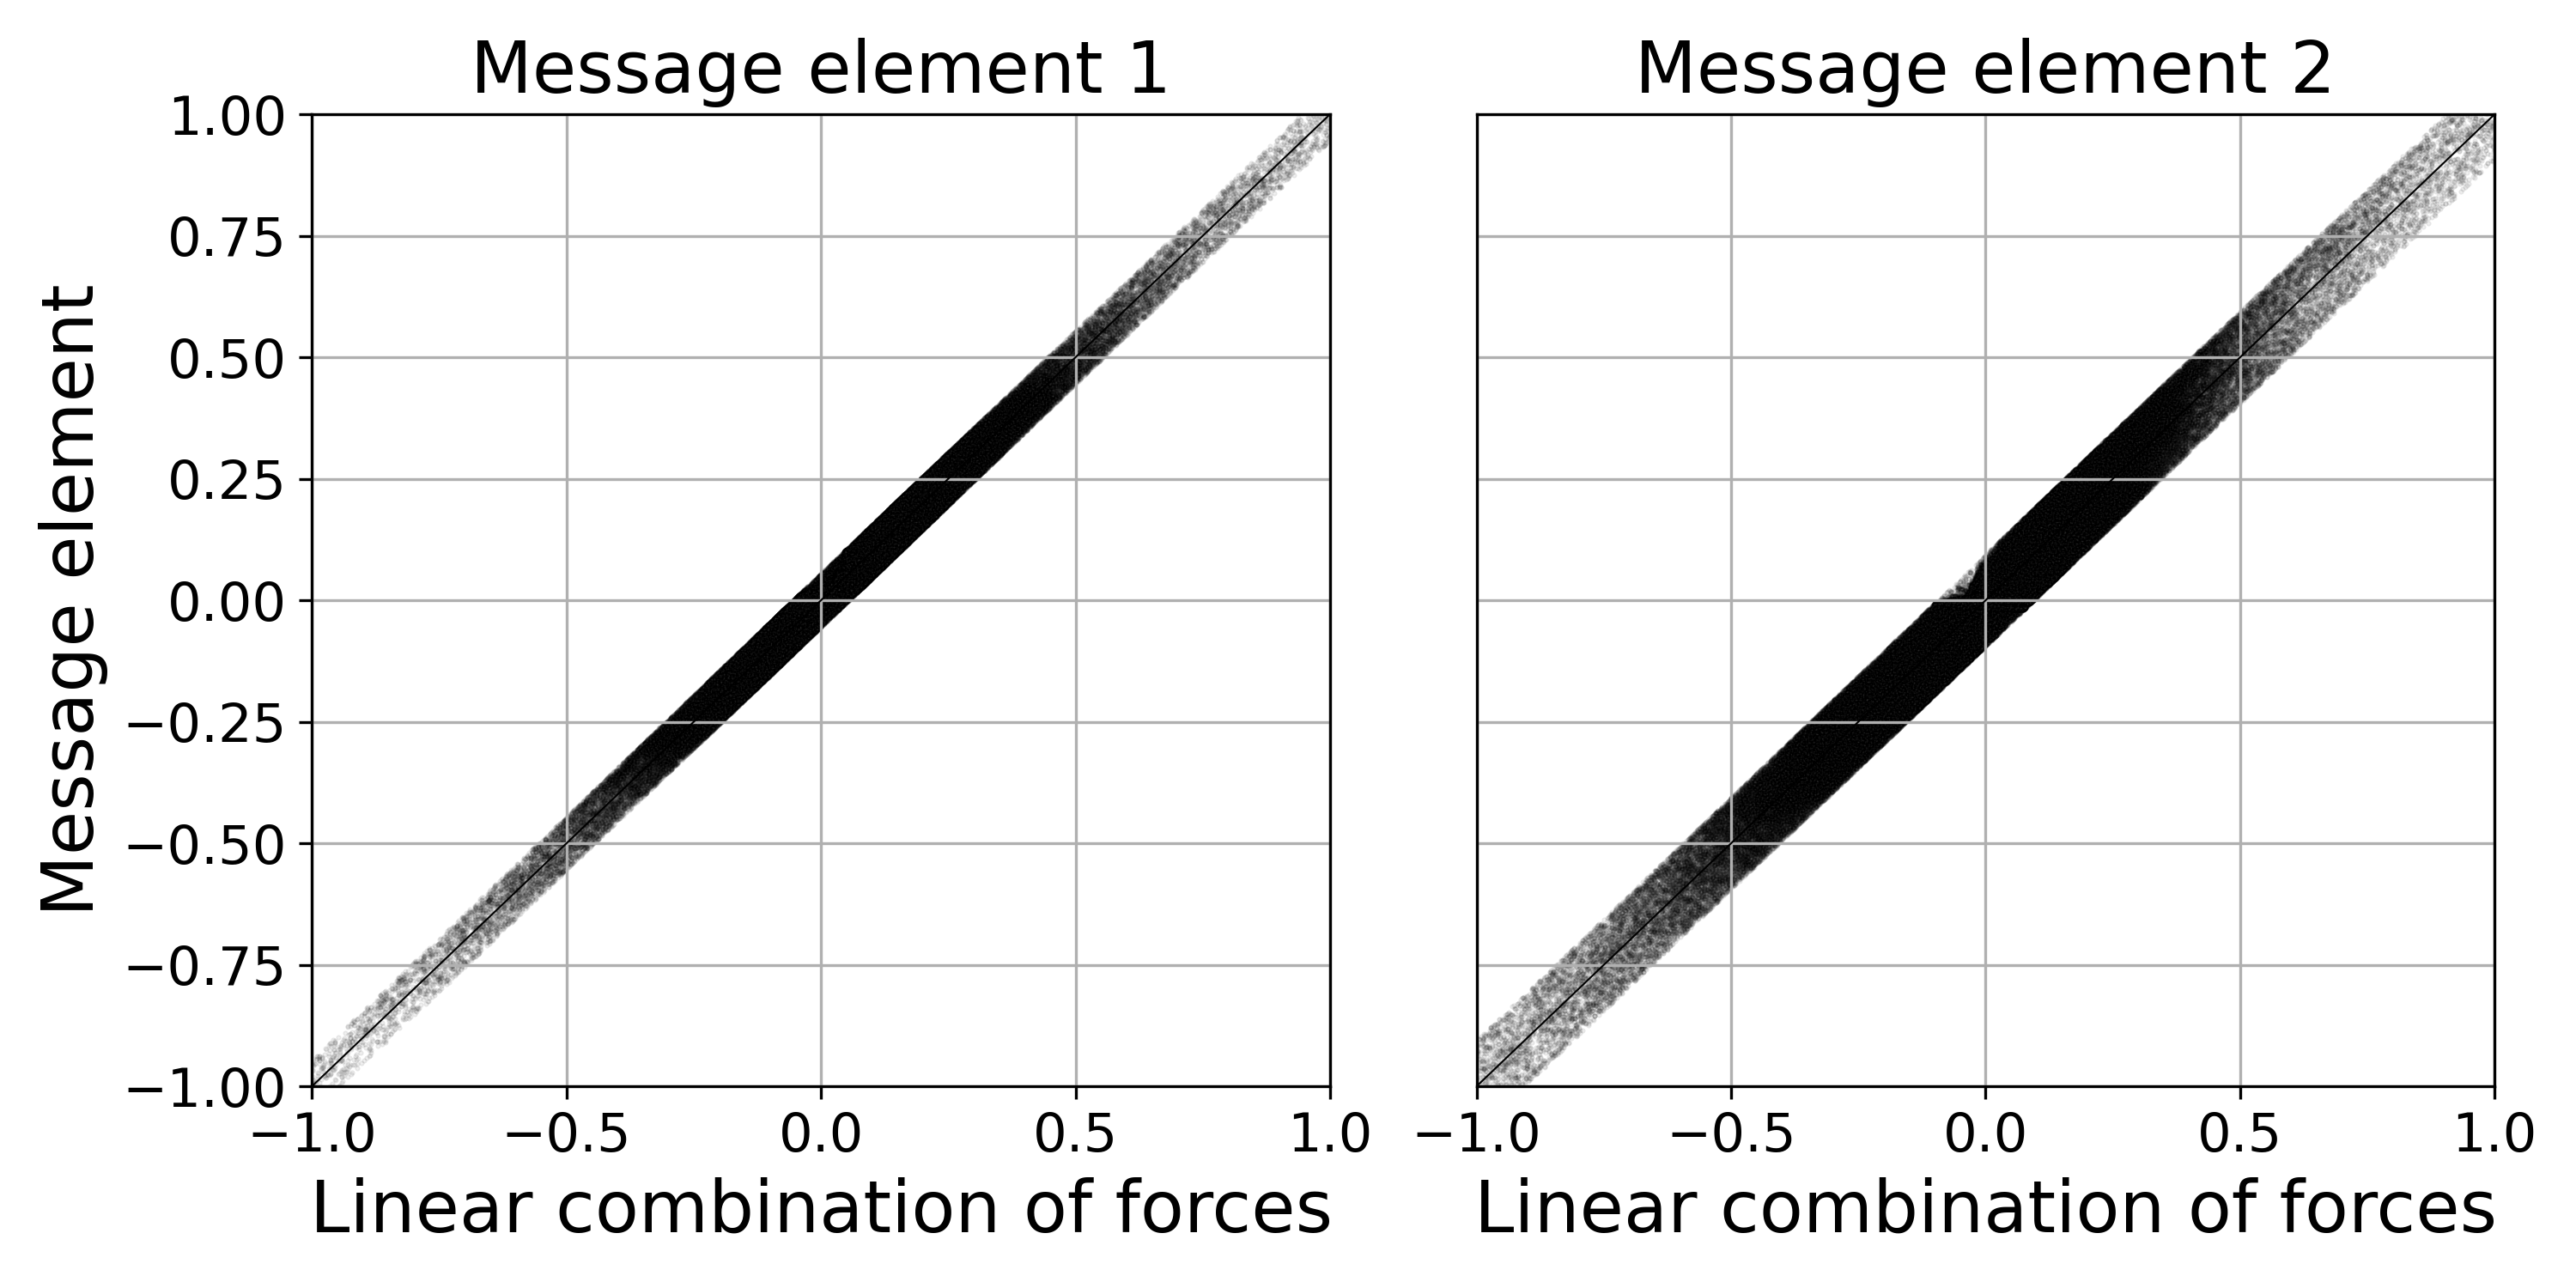 Message element 1
Message element 2
Message element
1.00
0.75
0.50
0.25
0.00
−0.25
−0.50
−0.75
−1.00
−1.0 −0.5 0.0 0.5 1.0
−1.0 −0.5 0.0 0.5 1.0
Linear combination of forces
Linear combination of forces